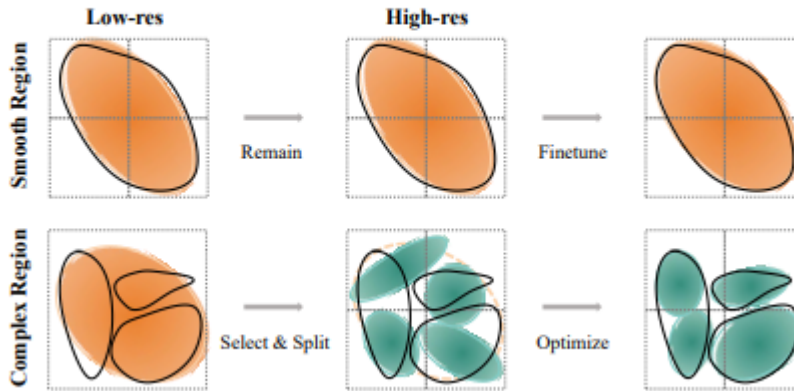 Low-res
High-res
Smooth Region
Remain
Finetune
Complex Region
Select & Split
Optimize